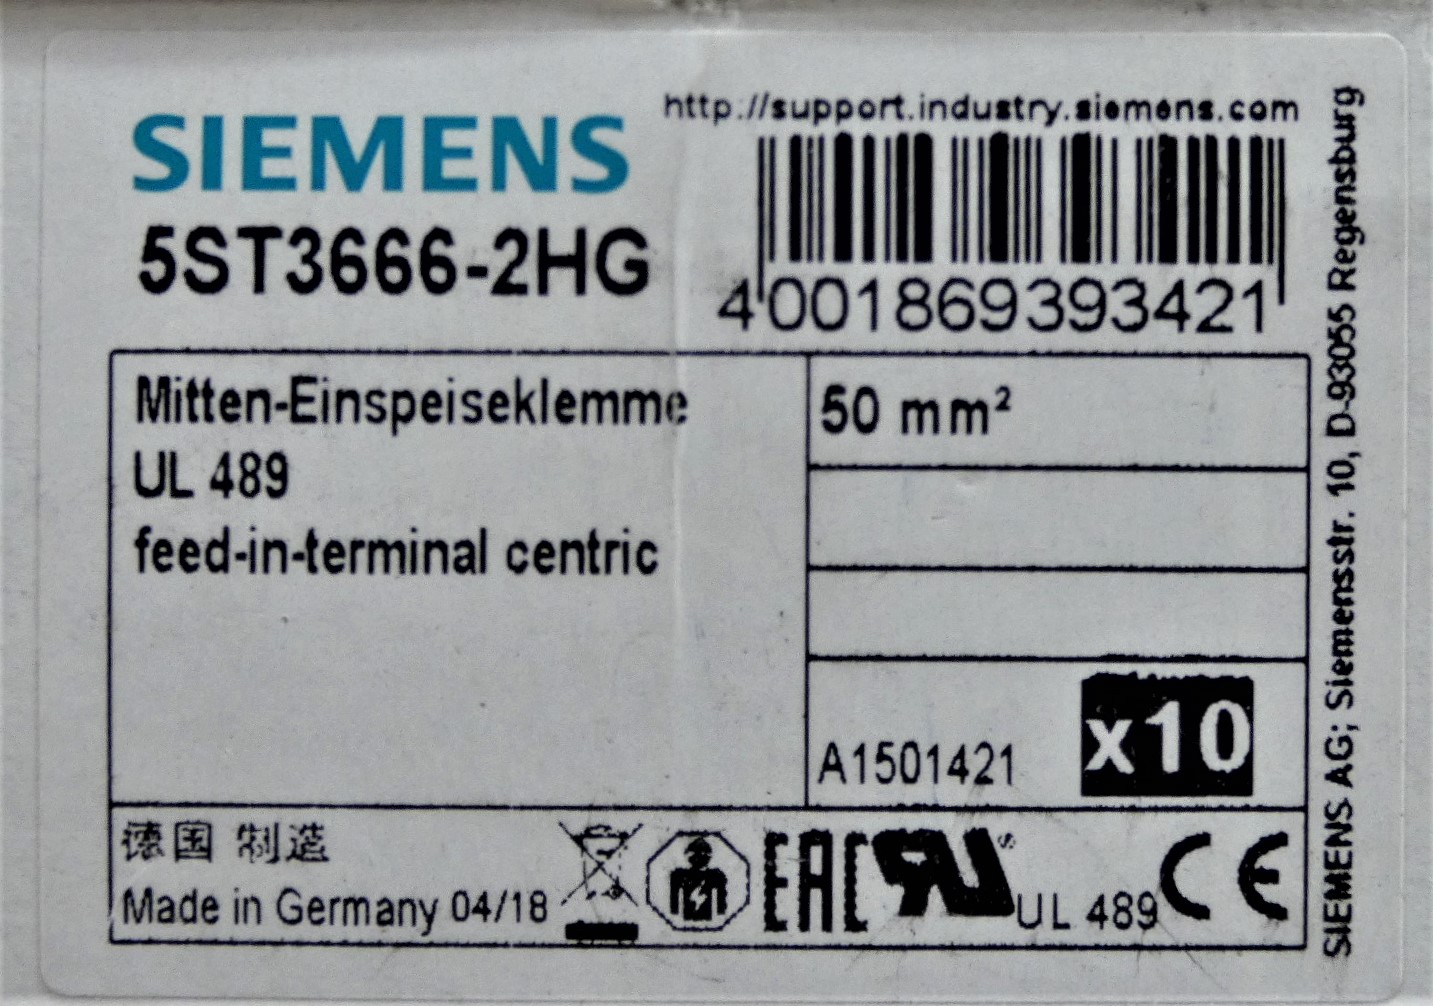 SIEMENS
http://support.industry.siemens.com
5ST3666-2HG
4001869393421
Mitten-Einspeiseklemme
UL 489
feed-in-terminal centric
50 mm²
A1501421
x10
德国 制造
Made in Germany 04/18
EAC
UL 489
CE
SIEMENS AG; Siemensstr. 10, D-93055 Regensburg